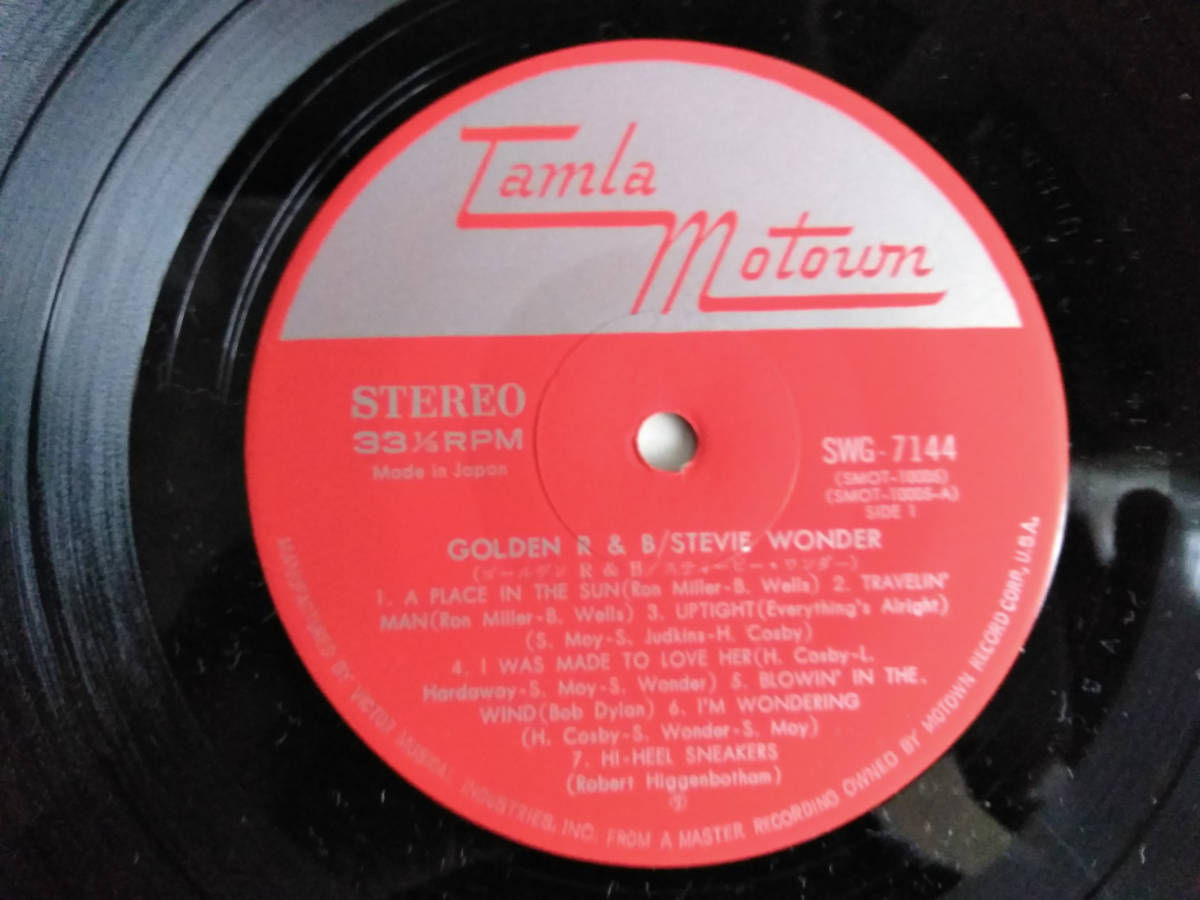 Tamla
Motown
STEREO
33⅓RPM
Made in Japan
SWG-7144
(SMOT-10005)
(SMOT-10005-A)
SIDE 1
GOLDEN R & B/STEVIE WONDER
(ゴールデン R & B/スティービー・ワンダー)
1. A PLACE IN THE SUN(Ron Miller-B. Wells) 2. TRAVELIN'
MAN(Ron Miller-B. Wells) 3. UPTIGHT(Everything's Alright)
(S. Moy-S. Judkins-H. Cosby)
4. I WAS MADE TO LOVE HER(H. Cosby-L.
Hardaway-S. Moy-S. Wonder) 5. BLOWIN' IN THE.
WIND(Bob Dylan) 6. I'M WONDERING
(H. Cosby-S. Wonder-S. Moy)
7. HI-HEEL SNEAKERS
(Robert Higgenbotham)
MANUFACTURED BY VICTOR MUSICAL INDUSTRIES, INC. FROM A MASTER RECORDING OWNED BY MOTOWN RECORD CORP., U.S.A.